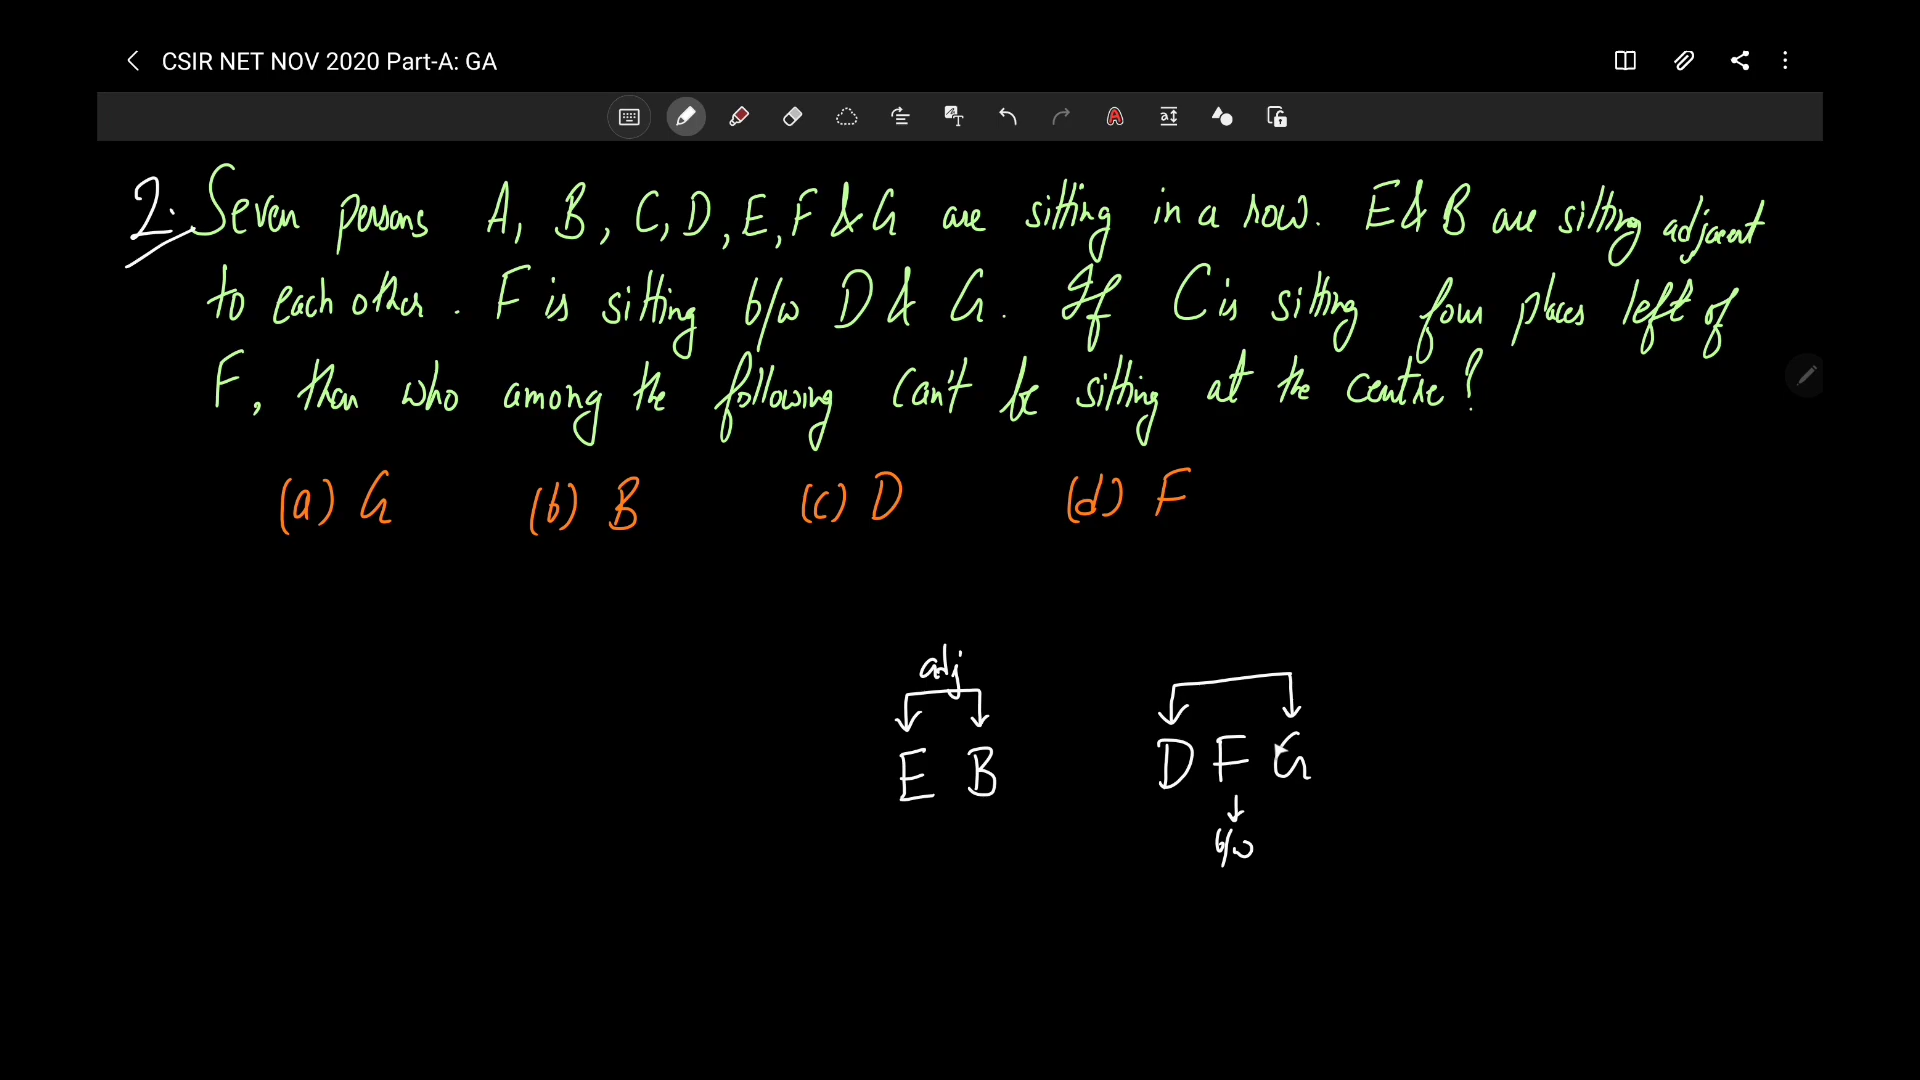 CSIR NET NOV 2020 Part-A: GA
2. Seven persons A, B, C, D, E, F & G are sitting in a row. E & B are sitting adjacent
to each other. F is sitting b/w D & G. If C is sitting four places left of
F, then who among the following can't be sitting at the centre?
(a) G (b) B (c) D (d) F
adj
E B D F G
b/w